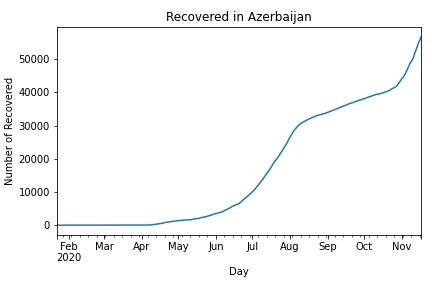 Recovered in Azerbaijan
Number of Recovered
50000
40000
30000
20000
10000
0
Feb Mar Apr May Jun Jul Aug Sep Oct Nov
2020
Day